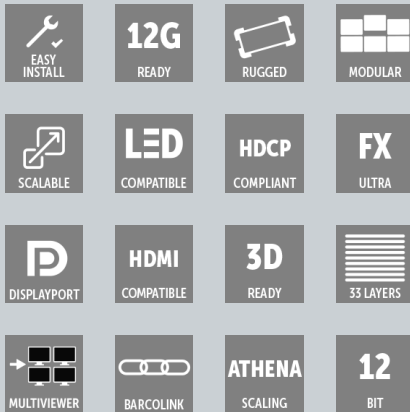 EASY
INSTALL
12G
READY
RUGGED
MODULAR
SCALABLE
LED
COMPATIBLE
HDCP
COMPLIANT
FX
ULTRA
DISPLAYPORT
HDMI
COMPATIBLE
3D
READY
33 LAYERS
MULTIVIEWER
BARCOLINK
ATHENA
SCALING
12
BIT